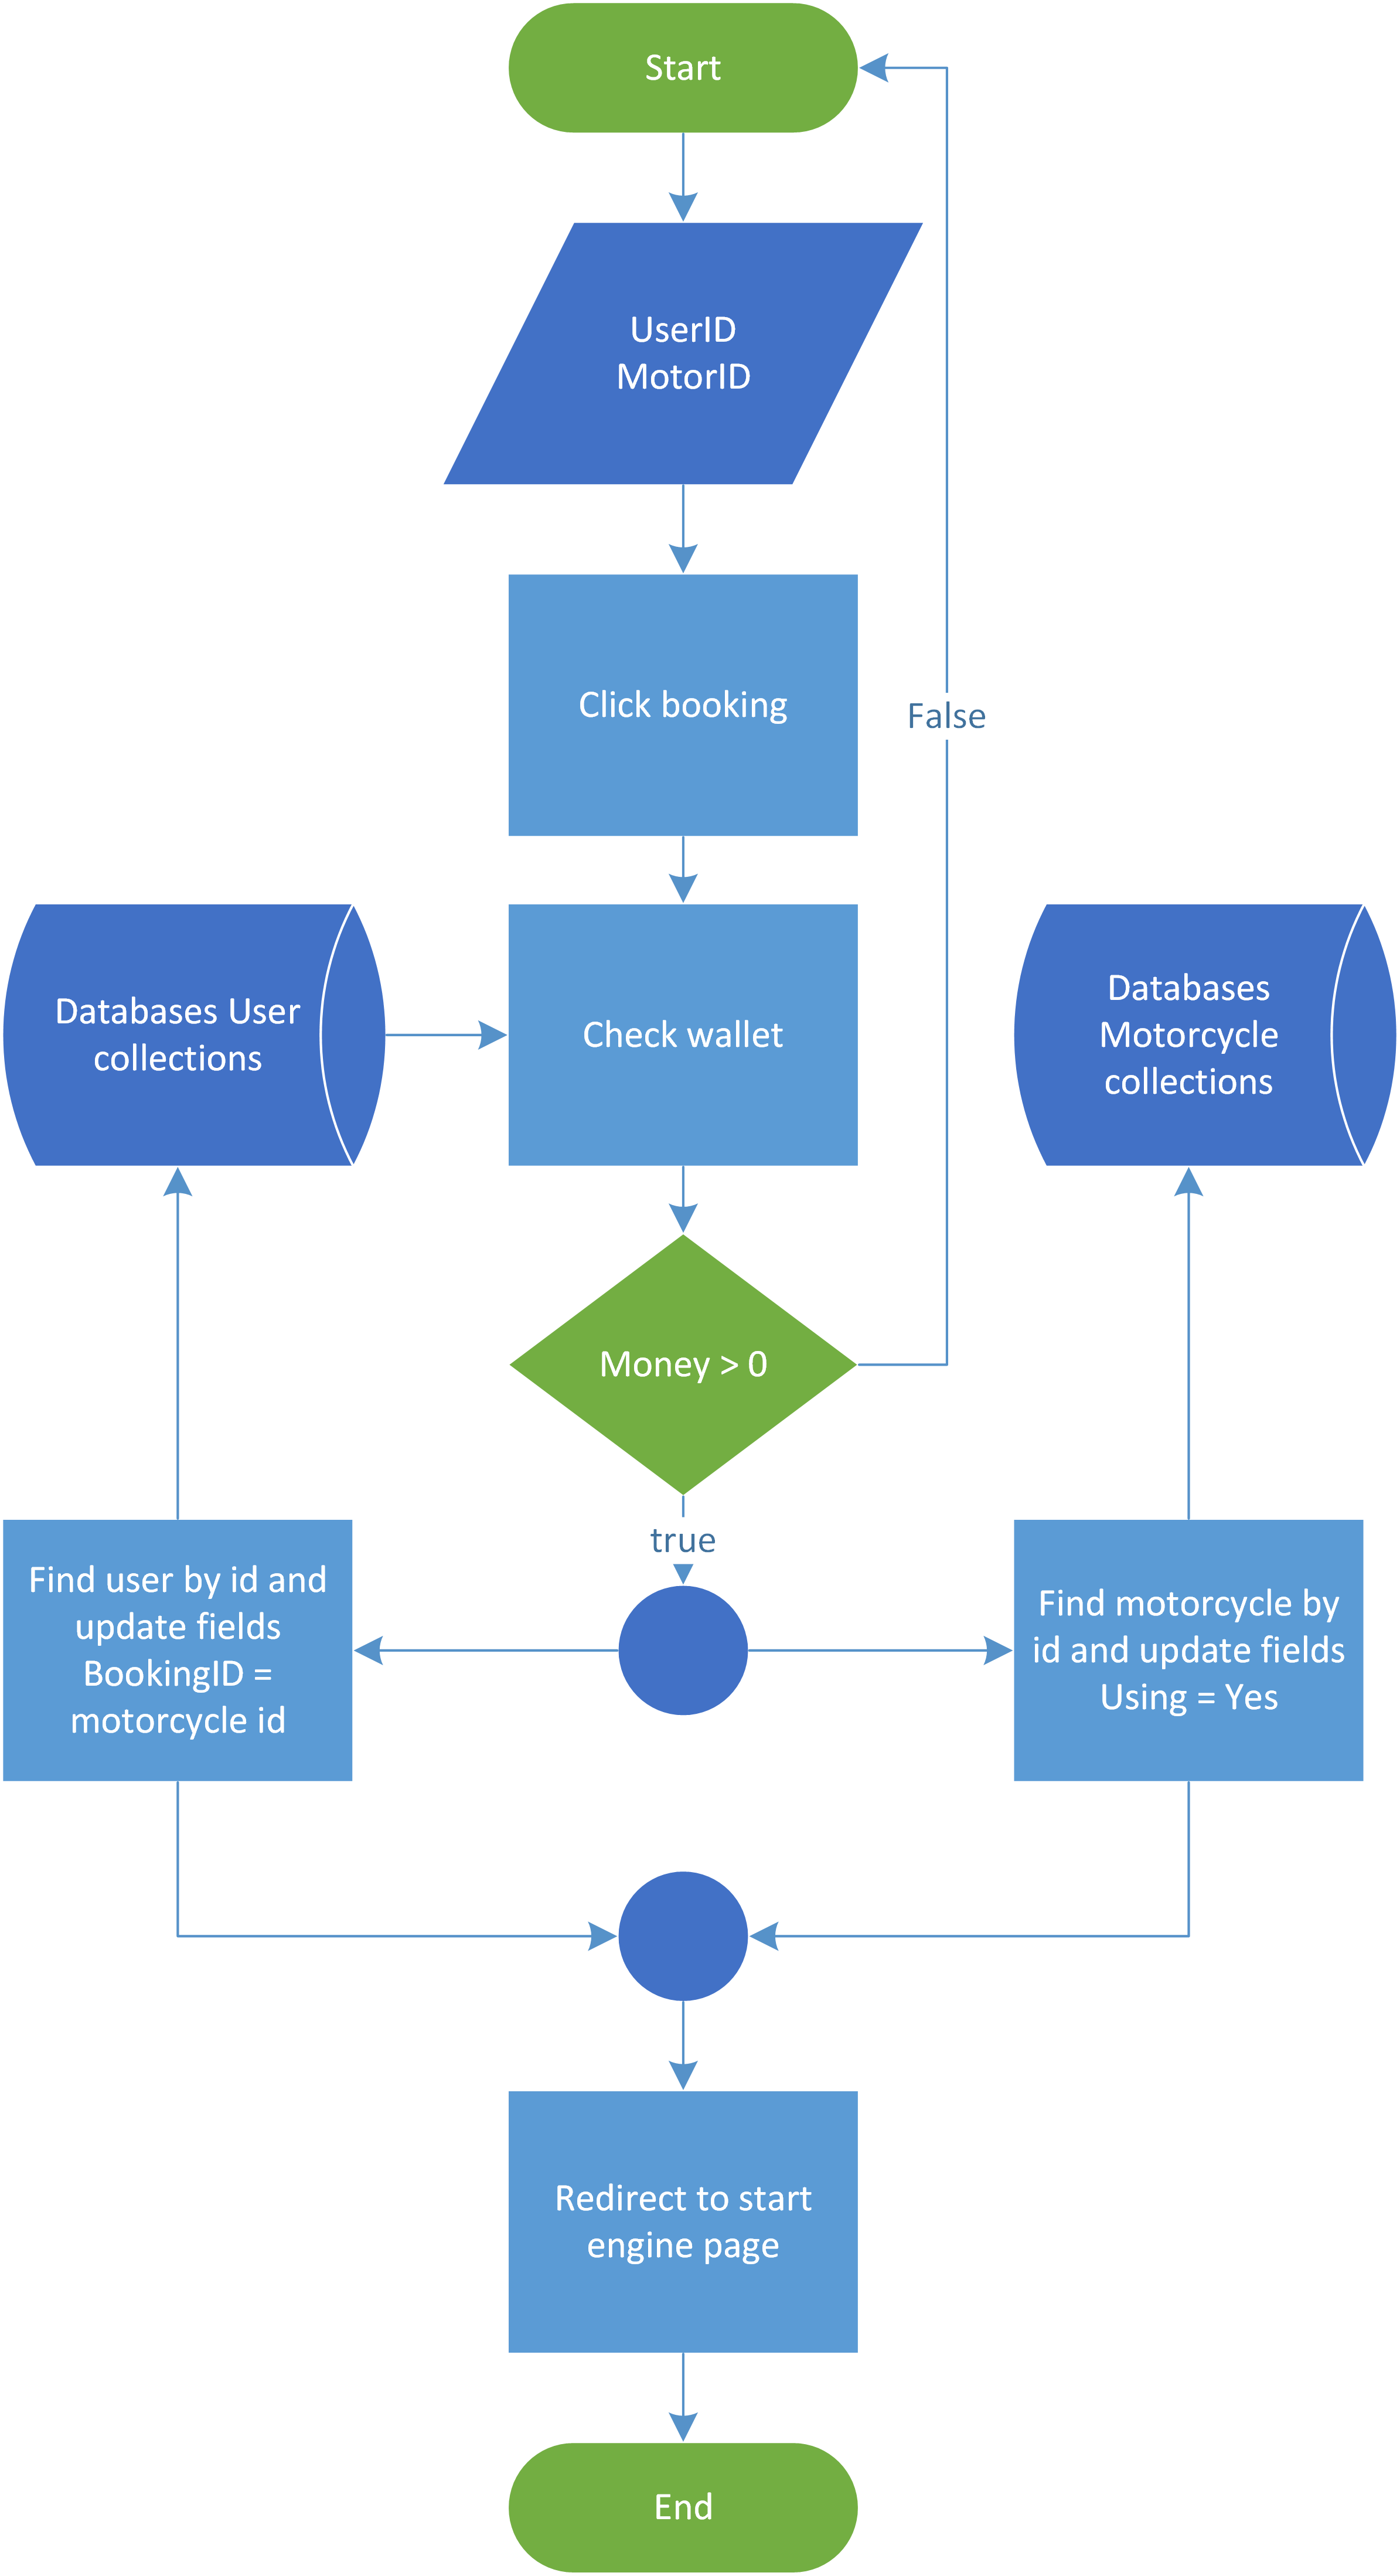 Start
UserID
MotorID
Click booking
False
Databases User
collections
Check wallet
Databases
Motorcycle
collections
Money > 0
true
Find user by id and
update fields
BookingID =
motorcycle id
Find motorcycle by
id and update fields
Using = Yes
Redirect to start
engine page
End